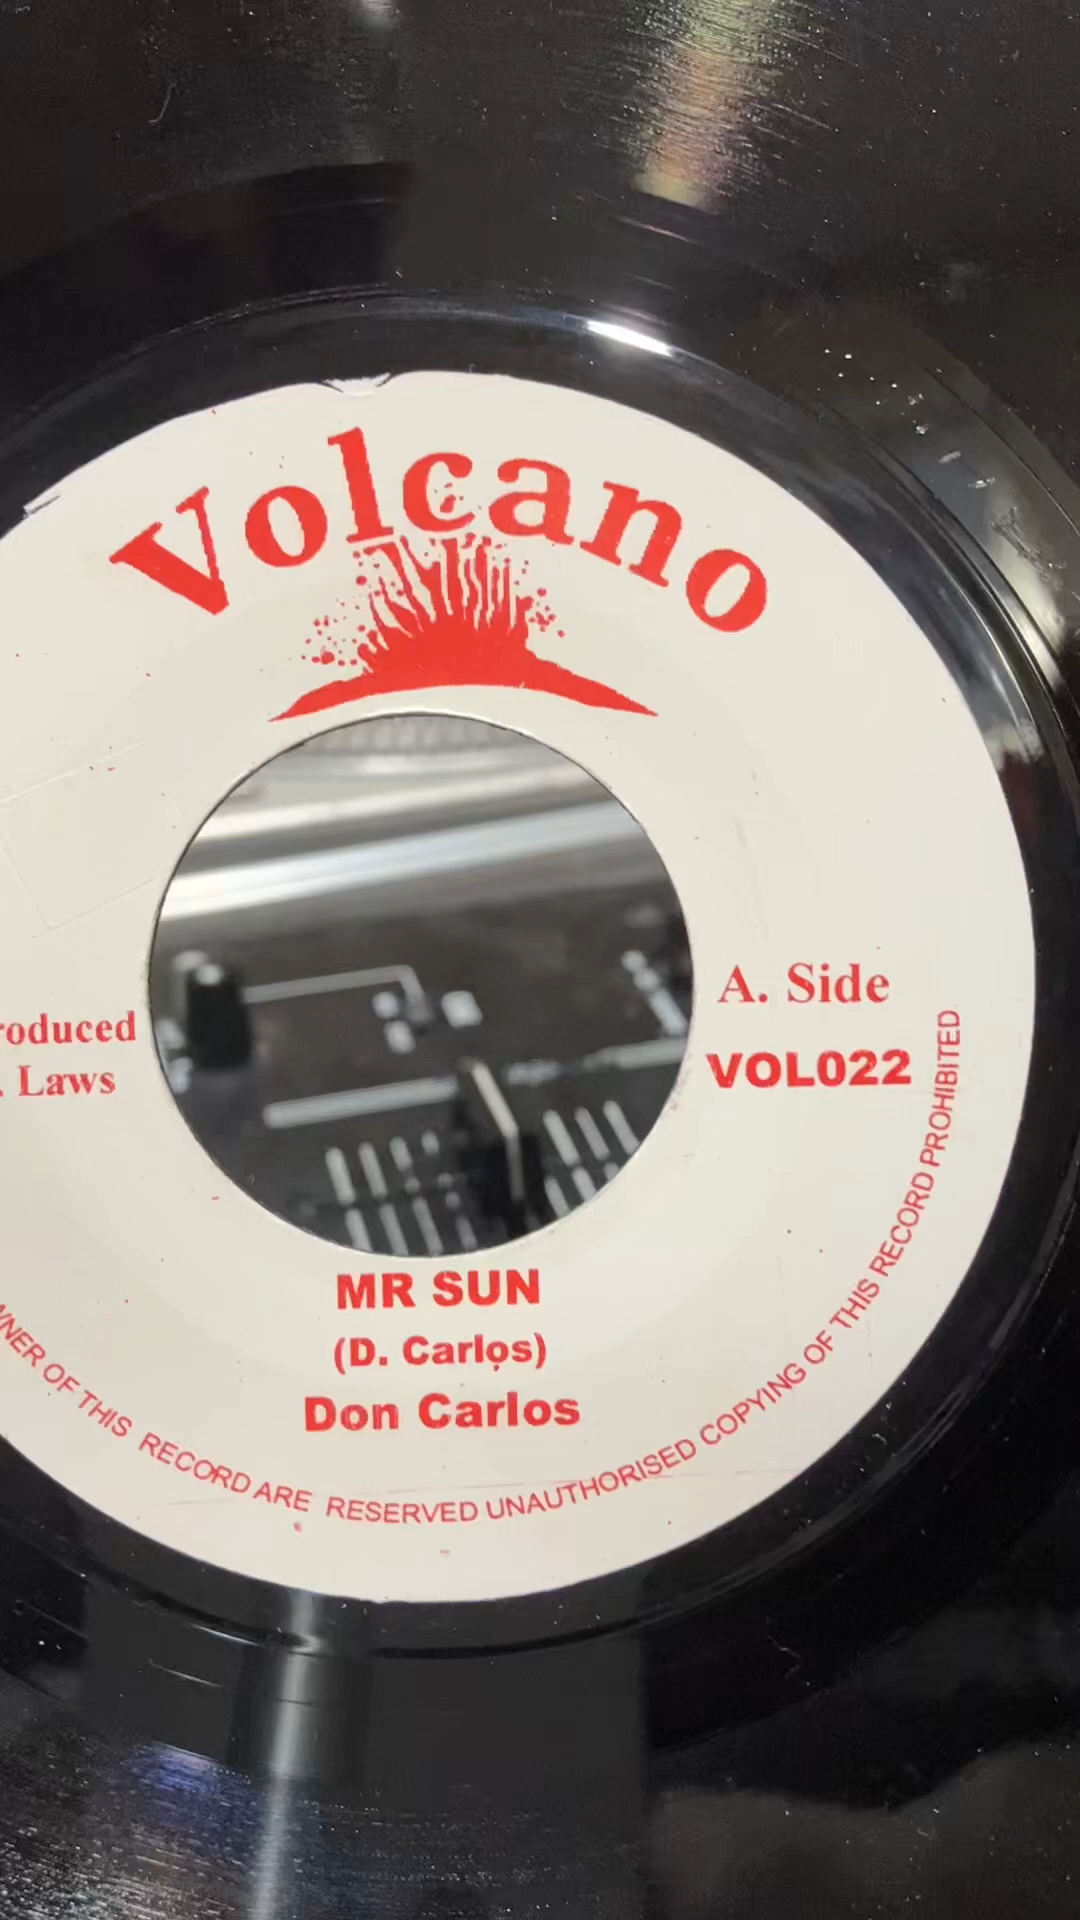 Volcano
A. Side
VOL022
roduced
. Laws
MR SUN
(D. Carlos)
Don Carlos
WNER OF THIS RECORD ARE RESERVED UNAUTHORISED COPYING OF THIS RECORD PROHIBITED